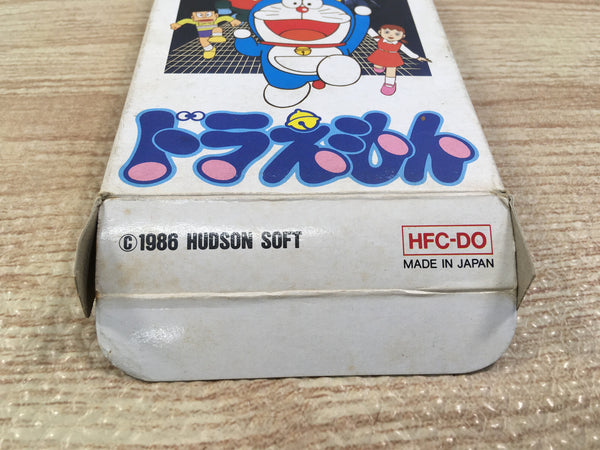 ドラえもん
©1986 HUDSON SOFT
HFC-DO
MADE IN JAPAN